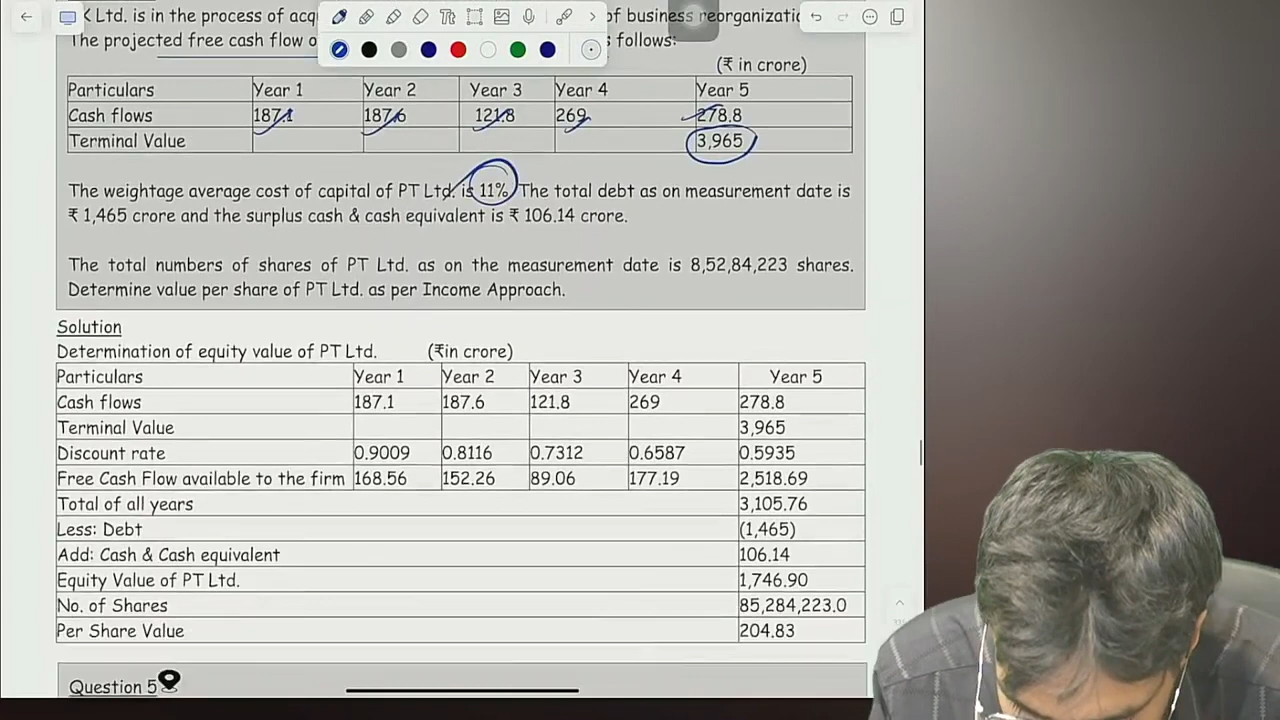 K Ltd. is in the process of acq of business reorganizatio
The projected free cash flow o s follows:
(₹ in crore)
Particulars Year 1 Year 2 Year 3 Year 4 Year 5
Cash flows 187.1 187.6 121.8 269 278.8
Terminal Value 3,965
The weightage average cost of capital of PT Ltd. is 11% The total debt as on measurement date is
₹ 1,465 crore and the surplus cash & cash equivalent is ₹ 106.14 crore.
The total numbers of shares of PT Ltd. as on the measurement date is 8,52,84,223 shares.
Determine value per share of PT Ltd. as per Income Approach.
Solution
Determination of equity value of PT Ltd. (₹in crore)
Particulars Year 1 Year 2 Year 3 Year 4 Year 5
Cash flows 187.1 187.6 121.8 269 278.8
Terminal Value 3,965
Discount rate 0.9009 0.8116 0.7312 0.6587 0.5935
Free Cash Flow available to the firm 168.56 152.26 89.06 177.19 2,518.69
Total of all years 3,105.76
Less: Debt (1,465)
Add: Cash & Cash equivalent 106.14
Equity Value of PT Ltd. 1,746.90
No. of Shares 85,284,223.0
Per Share Value 204.83
Question 5